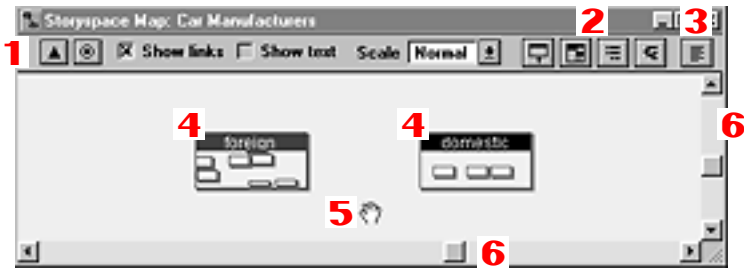 Storyspace Map: Car Manufacturers
2 3
1 Show links Show text Scale Normal
4 foreign 4 domestic 6
5
6